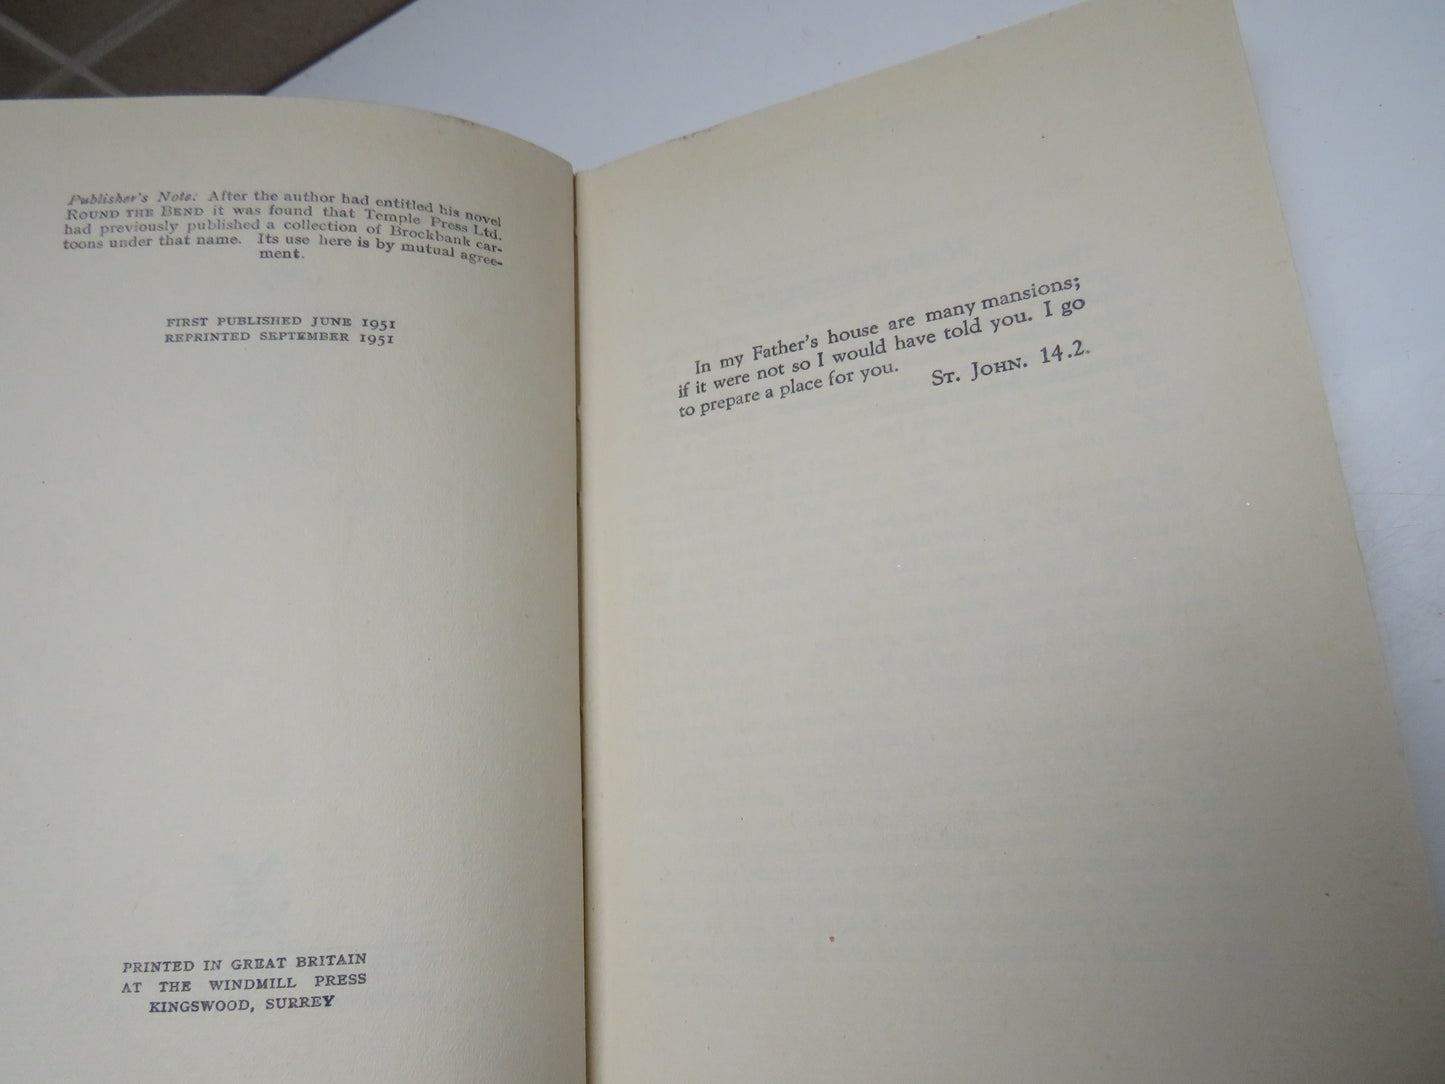 Publisher's Note: After the author had entitled his novel
ROUND THE BEND it was found that Temple Press Ltd.
had previously published a collection of Brockbank car-
toons under that name. Its use here is by mutual agree-
ment.
FIRST PUBLISHED JUNE 1951
REPRINTED SEPTEMBER 1951
PRINTED IN GREAT BRITAIN
AT THE WINDMILL PRESS
KINGSWOOD, SURREY
In my Father's house are many mansions;
if it were not so I would have told you. I go
to prepare a place for you.
ST. JOHN. 14.2.